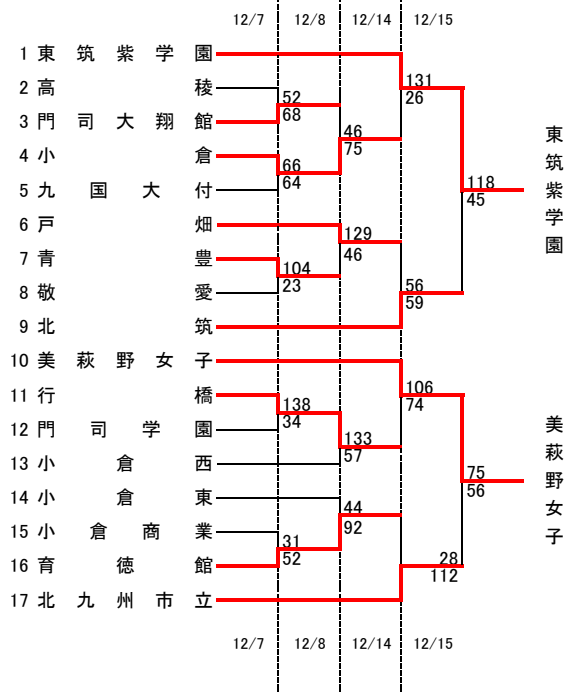 12/7 12/8 12/14 12/15
1 東筑紫学園
2 高稜
3 門司大翔館
4 小倉
5 九国大付
6 戸畑
7 青豊
8 敬愛
9 北筑
10 美萩野女子
11 行橋
12 門司学園
13 小倉西
14 小倉東
15 小倉商業
16 育徳館
17 北九州市立
52
68
66
64
104
23
138
34
31
52
46
75
129
46
133
57
44
92
131
26
56
59
106
74
28
112
118
45
75
56
東筑紫学園
美萩野女子
12/7 12/8 12/14 12/15